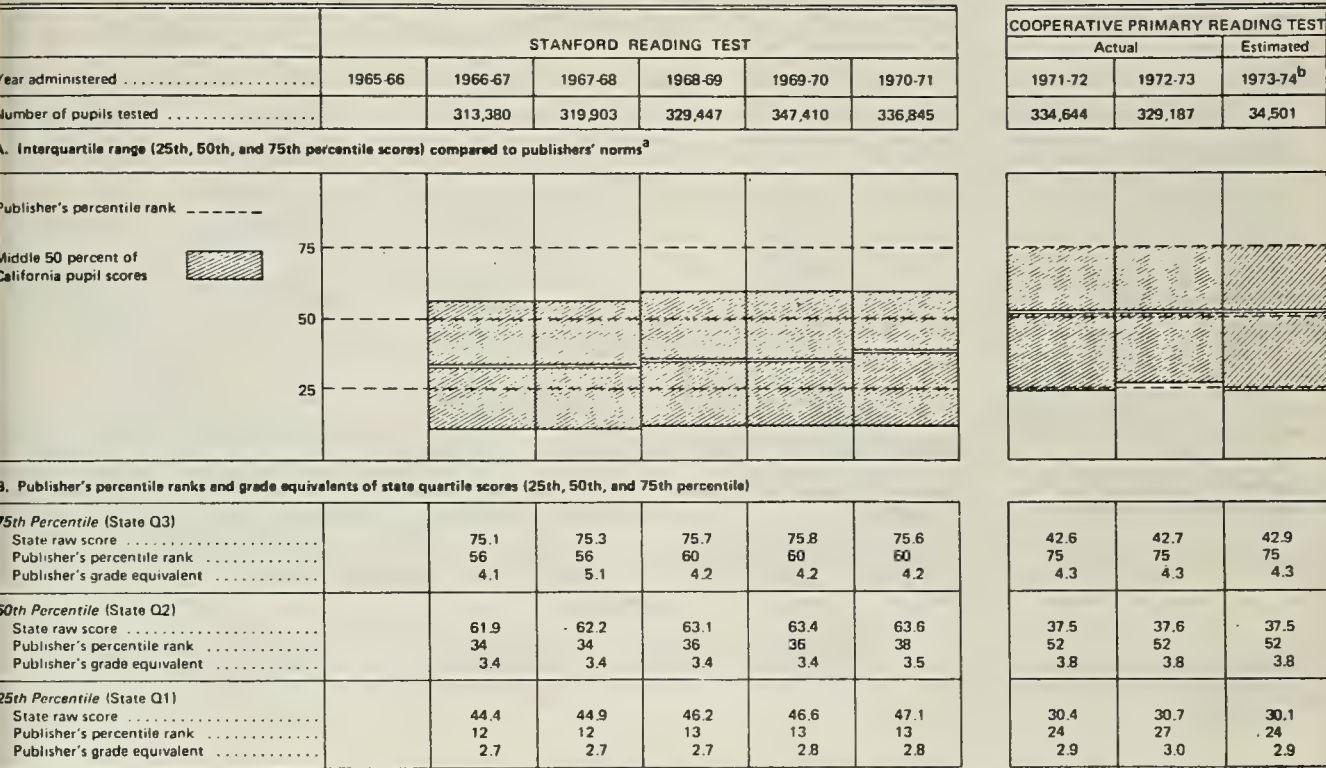 STANFORD READING TEST
COOPERATIVE PRIMARY READING TEST
Actual Estimated
Year administered 1965-66 1966-67 1967-68 1968-69 1969-70 1970-71 1971-72 1972-73 1973-74b
Number of pupils tested 313,380 319,903 329,447 347,410 336,845 334,644 329,187 34,501
A. Interquartile range (25th, 50th, and 75th percentile scores) compared to publishers' normsa
Publisher's percentile rank
Middle 50 percent of
California pupil scores
75
50
25
B. Publisher's percentile ranks and grade equivalents of state quartile scores (25th, 50th, and 75th percentile)
75th Percentile (State Q3)
State raw score 75.1 75.3 75.7 75.8 75.6 42.6 42.7 42.9
Publisher's percentile rank 56 56 60 60 60 75 75 75
Publisher's grade equivalent 4.1 5.1 4.2 4.2 4.2 4.3 4.3 4.3
50th Percentile (State Q2)
State raw score 61.9 62.2 63.1 63.4 63.6 37.5 37.6 37.5
Publisher's percentile rank 34 34 36 36 38 52 52 52
Publisher's grade equivalent 3.4 3.4 3.4 3.4 3.5 3.8 3.8 3.8
25th Percentile (State Q1)
State raw score 44.4 44.9 46.2 46.6 47.1 30.4 30.7 30.1
Publisher's percentile rank 12 12 13 13 13 24 27 24
Publisher's grade equivalent 2.7 2.7 2.7 2.8 2.8 2.9 3.0 2.9